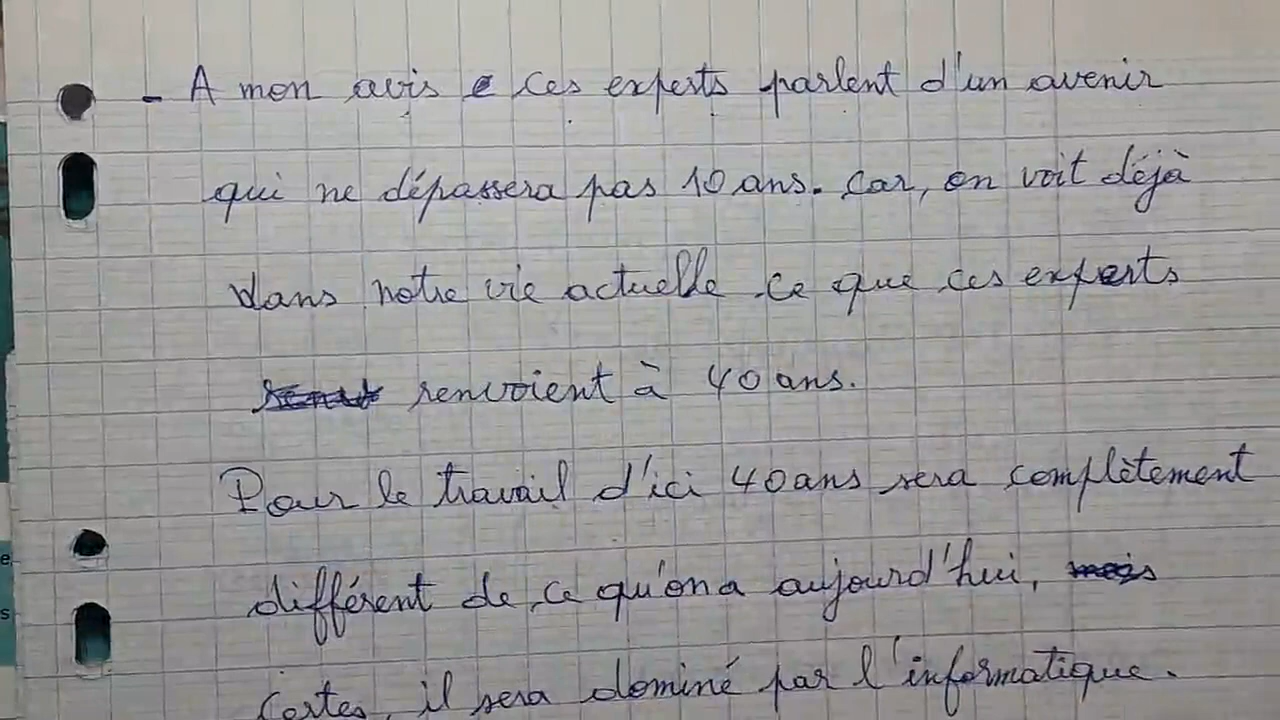 - A mon avis ces experts parlent d'un avenir
qui ne dépassera pas 10 ans. Car, on voit déjà
dans notre vie actuelle ce que ces experts
renvoient à 40 ans.
Pour le travail d'ici 40 ans sera complètement
différent de ce qu'on a aujourd'hui, mais
Certes, il sera dominé par l'informatique.
e
s